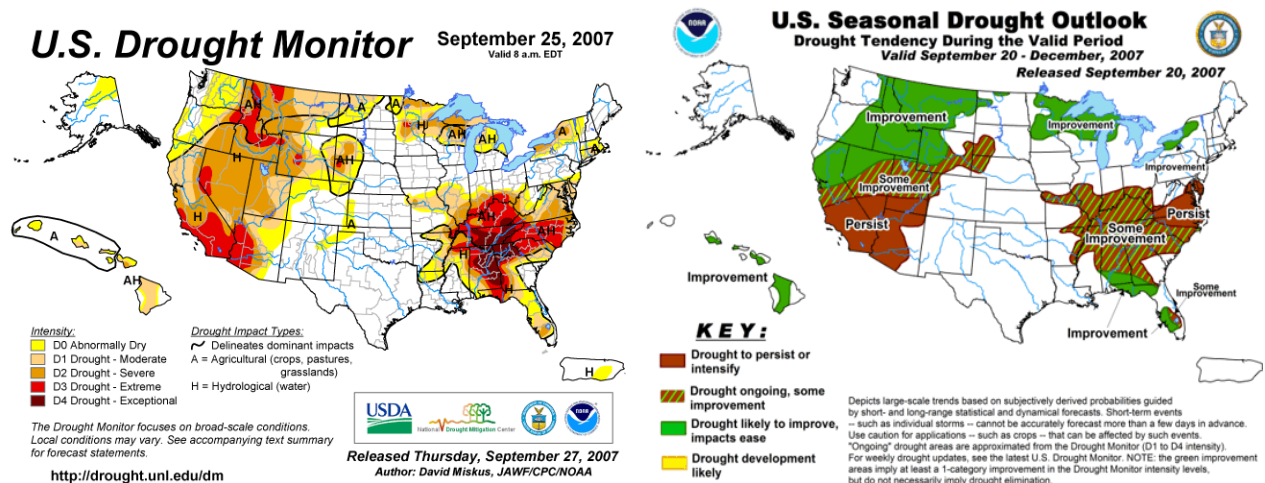 U.S. Drought Monitor
September 25, 2007
Valid 8 a.m. EDT
AH
A
A
H
AH
A
A
H
AH
AH
A
H
AH
A
AH
H
H
A
AH
H
Intensity:
D0 Abnormally Dry
D1 Drought - Moderate
D2 Drought - Severe
D3 Drought - Extreme
D4 Drought - Exceptional
Drought Impact Types:
Delineates dominant impacts
A = Agricultural (crops, pastures,
grasslands)
H = Hydrological (water)
The Drought Monitor focuses on broad-scale conditions.
Local conditions may vary. See accompanying text summary
for forecast statements.
http://drought.unl.edu/dm
USDA
National Drought Mitigation Center
NOAA
Released Thursday, September 27, 2007
Author: David Miskus, JAWF/CPC/NOAA
NOAA
U.S. Seasonal Drought Outlook
Drought Tendency During the Valid Period
Valid September 20 - December, 2007
Released September 20, 2007
Improvement
Improvement
Improvement
Some
Improvement
Persist
Persist
Some
Improvement
Improvement
Some
Improvement
Improvement
KEY:
Drought to persist or
intensify
Drought ongoing, some
improvement
Drought likely to improve,
impacts ease
Drought development
likely
Depicts large-scale trends based on subjectively derived probabilities guided
by short- and long-range statistical and dynamical forecasts. Short-term events
-- such as individual storms -- cannot be accurately forecast more than a few days in advance.
Use caution for applications -- such as crops -- that can be affected by such events.
"Ongoing" drought areas are approximated from the Drought Monitor (D1 to D4 intensity).
For weekly drought updates, see the latest U.S. Drought Monitor. NOTE: the green improvement
areas imply at least a 1-category improvement in the Drought Monitor intensity levels,
but do not necessarily imply drought elimination.